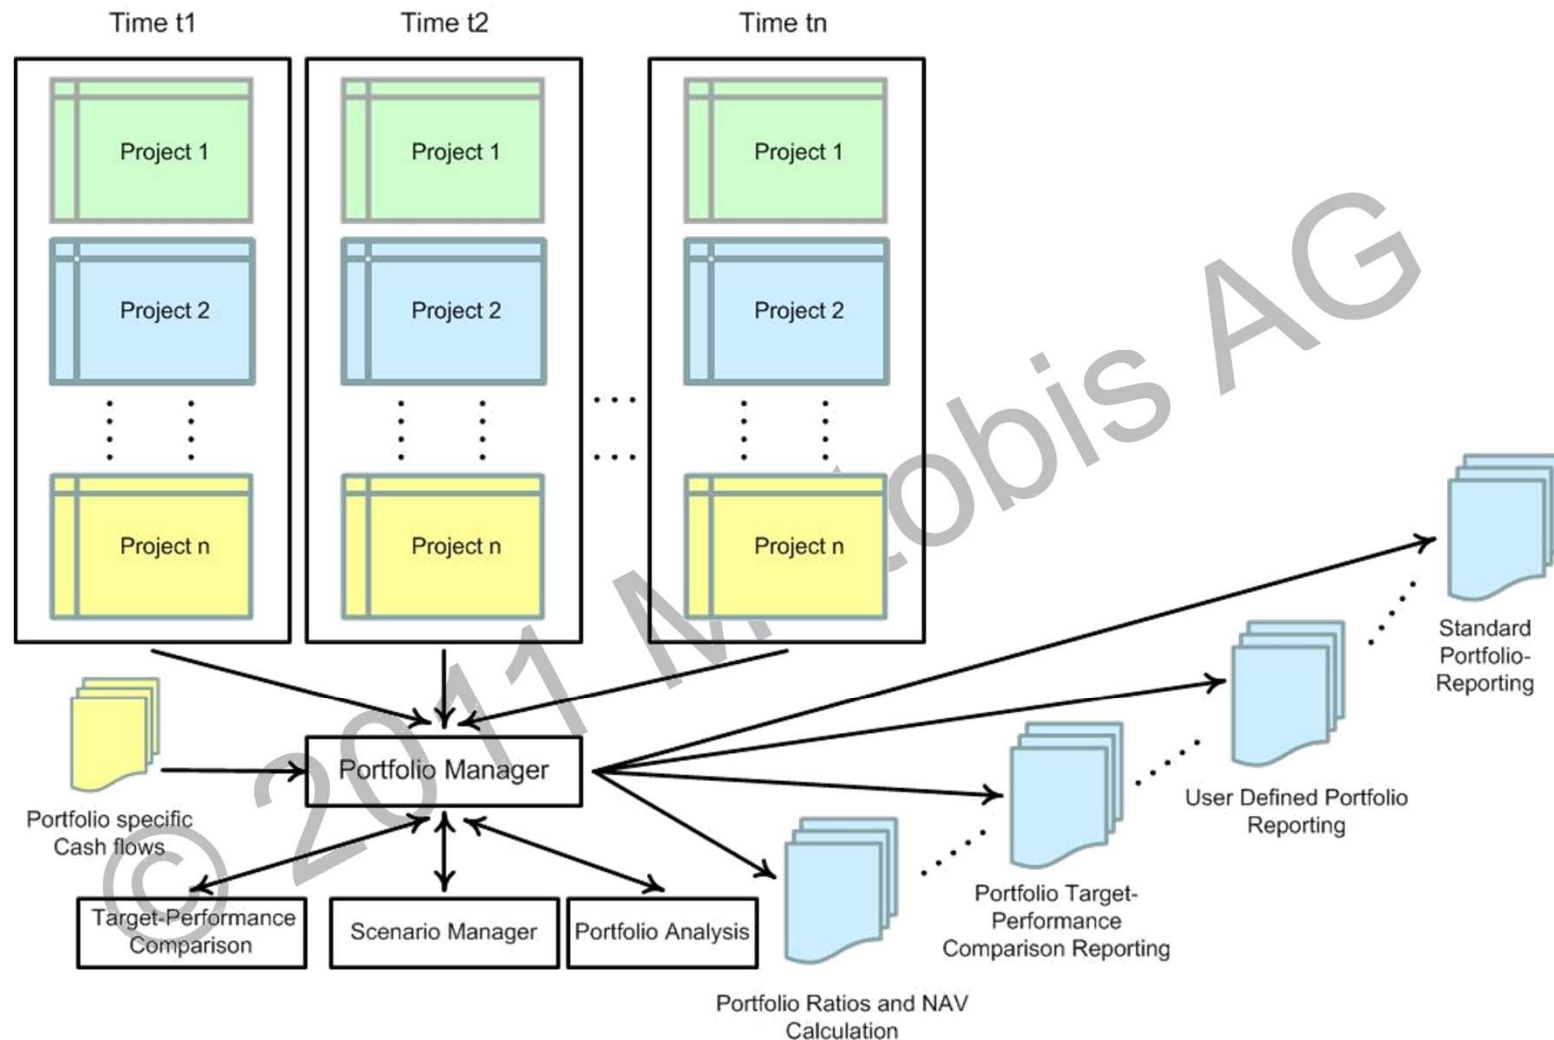 Time t1
Time t2
Time tn
Project 1
Project 1
Project 1
Project 2
Project 2
Project 2
Project n
Project n
Project n
Standard
Portfolio-
Reporting
Portfolio Manager
Portfolio specific
Cash flows
User Defined Portfolio
Reporting
Target-Performance
Comparison
Scenario Manager
Portfolio Analysis
Portfolio Target-
Performance
Comparison Reporting
Portfolio Ratios and NAV
Calculation
© 2011 M tobis AG